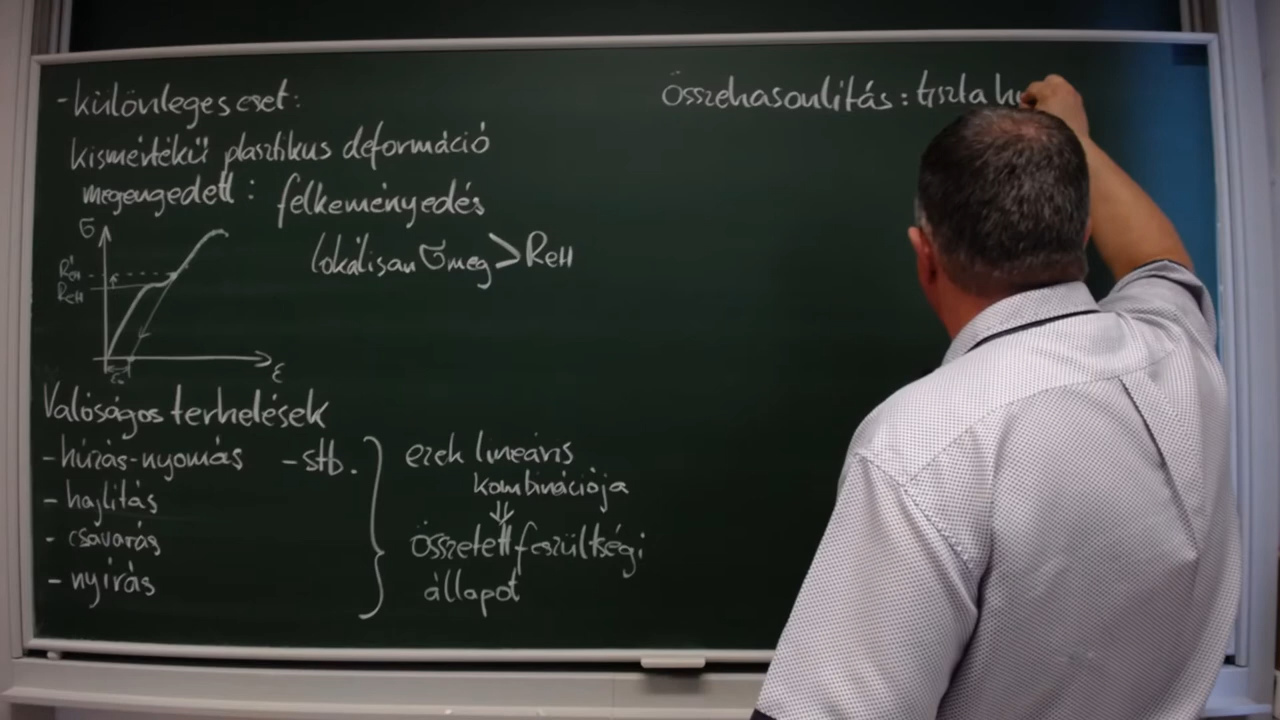 -különleges eset:
kismértékű plasztikus deformáció
megengedett: felkeményedés
lokálisan σmeg>ReH
σ
R'eH
ReH
ε
Valóságos terhelések
-húzás-nyomás -stb.
- hajlítás
- csavarás
- nyírás
ezek lineáris
kombinációja
⇓
összetett feszültségi
állapot
összehasonlítás: tiszta hú